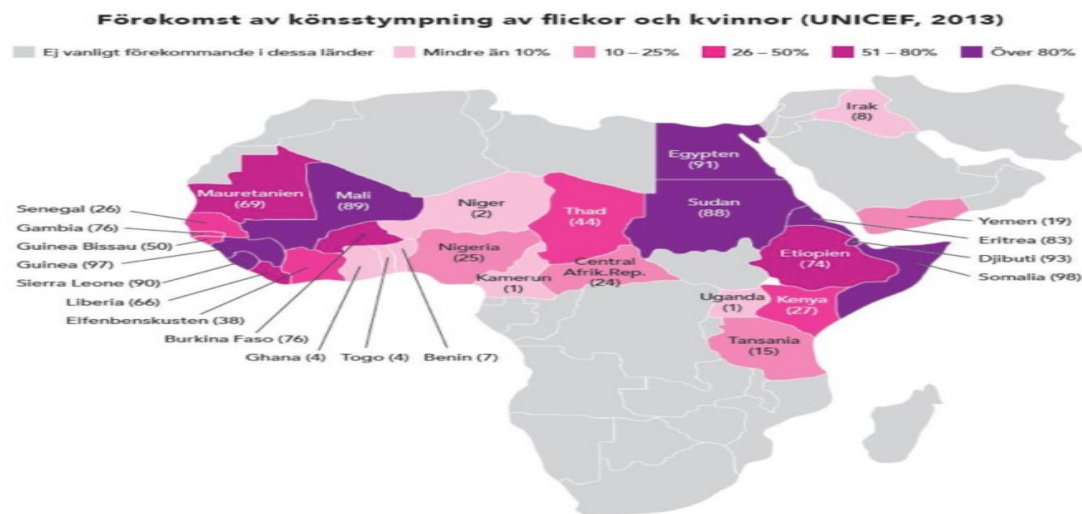 Förekomst av könsstympning av flickor och kvinnor (UNICEF, 2013)
Ej vanligt förekommande i dessa länder Mindre än 10% 10 – 25% 26 – 50% 51 – 80% Över 80%
Irak
(8)
Egypten
(91)
Mauretanien
(69)
Mali
(89)
Niger
(2)
Thad
(44)
Sudan
(88)
Senegal (26)
Gambia (76)
Guinea Bissau (50)
Guinea (97)
Sierra Leone (90)
Liberia (66)
Elfenbenskusten (38)
Burkina Faso (76)
Ghana (4) Togo (4) Benin (7)
Nigeria
(25)
Kamerun
(1)
Central
Afrik.Rep.
(24)
Etiopien
(74)
Uganda
(1)
Kenya
(27)
Tansania
(15)
Yemen (19)
Eritrea (83)
Djibuti (93)
Somalia (98)